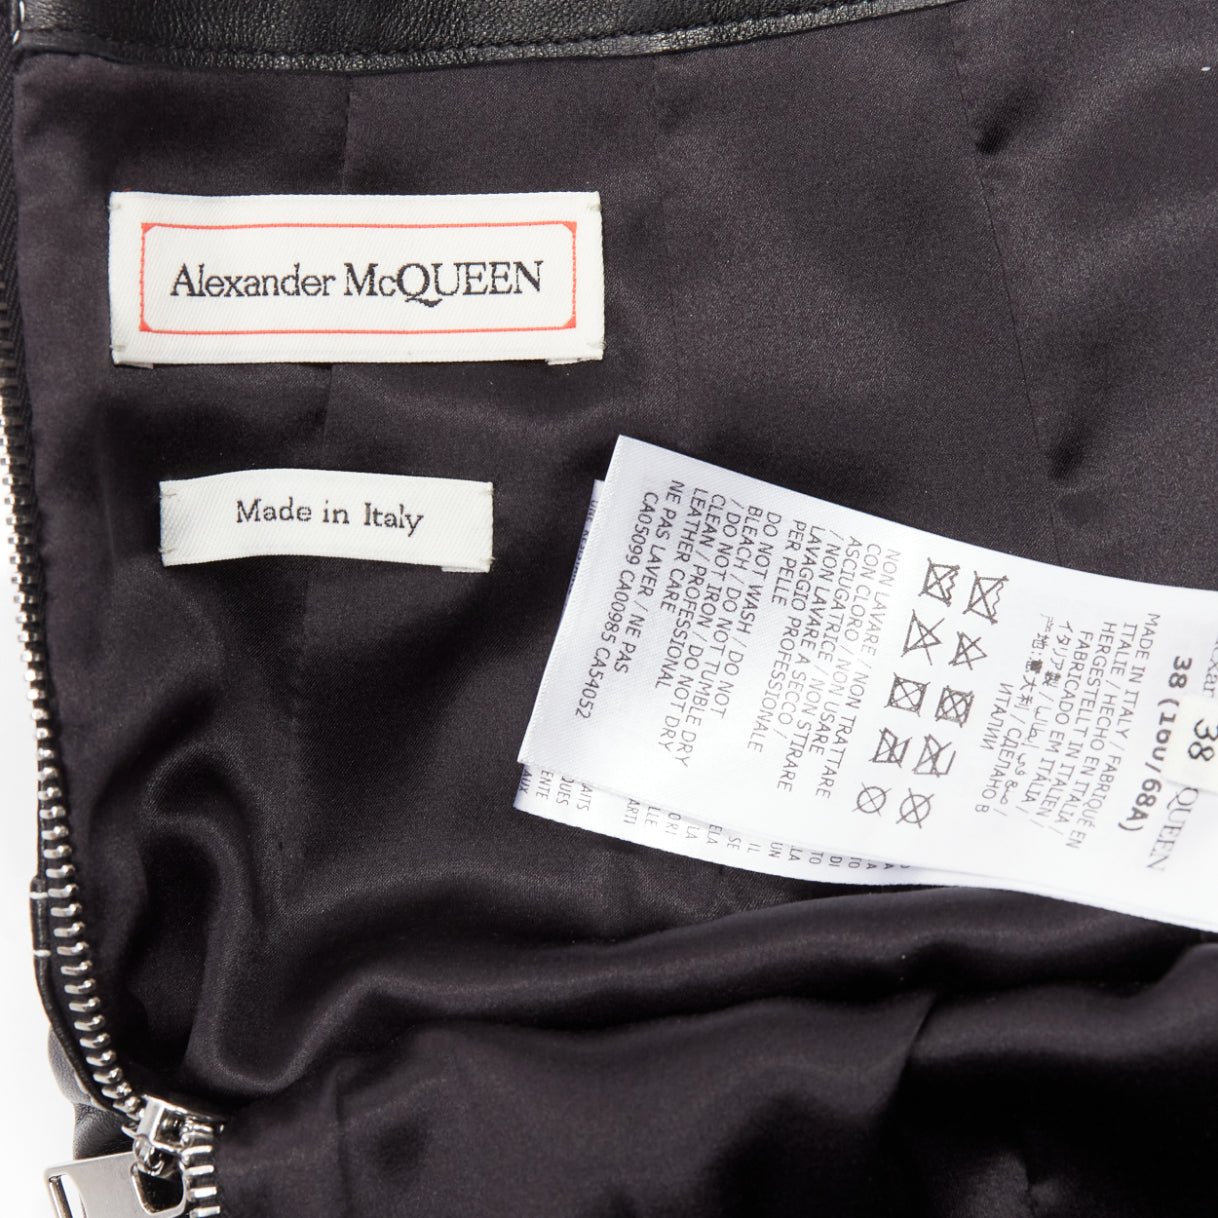 Alexander McQUEEN
Made in Italy
38
38 (160/68A)
MADE IN ITALY / FABRIQUÉ EN
ITALIE / HECHO EN ITALIA /
HERGESTELLT IN ITALIEN /
FABRICADO EM ITÁLIA /
イタリア製 /
ИТАЛИИ
NON LAVARE / NON TRATTARE
CON CLORO / NON USARE
ASCIUGATRICE / NON STIRARE
/ NON LAVARE A SECCO /
LAVAGGIO PROFESSIONALE
PER PELLE
DO NOT WASH / DO NOT
BLEACH / DO NOT TUMBLE DRY
/ DO NOT IRON / DO NOT DRY
CLEAN / PROFESSIONAL
LEATHER CARE
NE PAS LAVER / NE PAS
CA05099 CA00985 CA54052